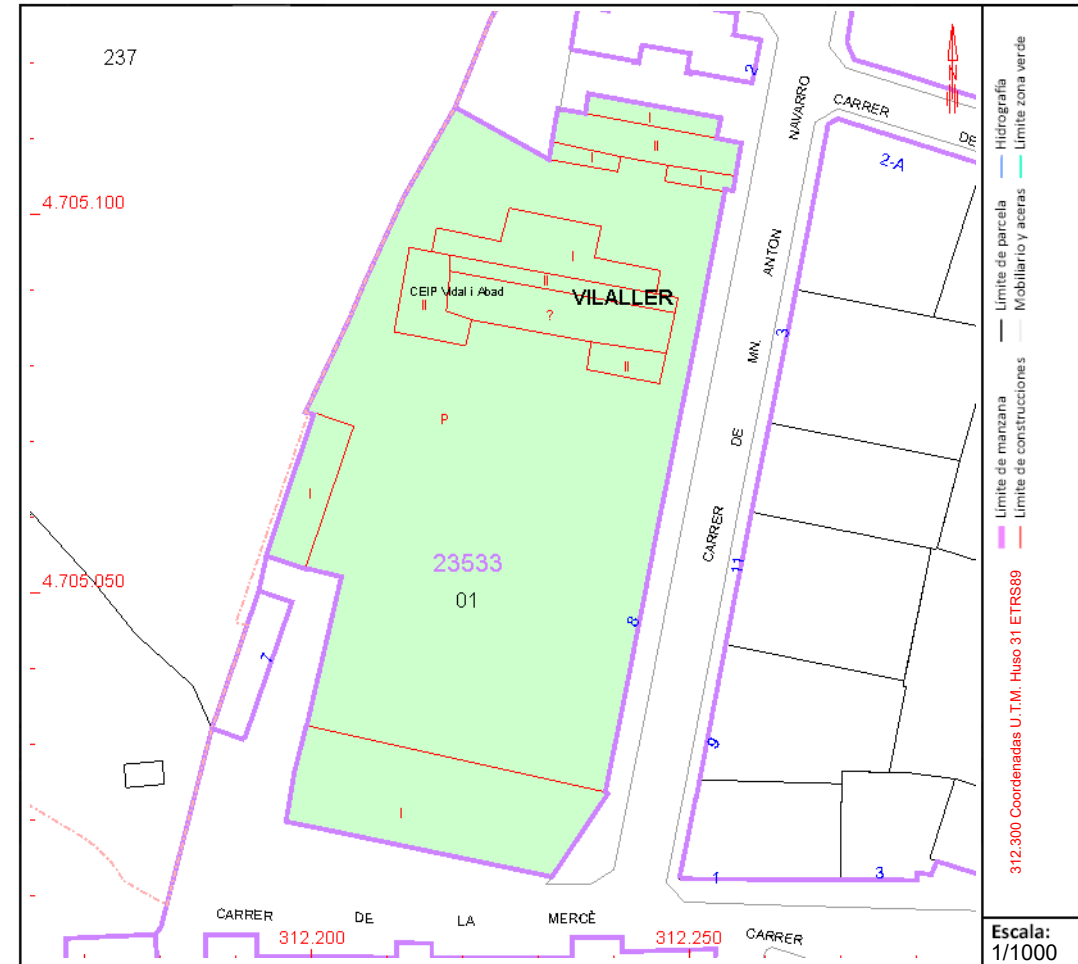 237
2
NAVARRO
CARRER
DE
2-A
I
II
I
I
4.705.100
ANTON
I
II
CEIP Vidal i Abad
VILALLER
II
?
3
MN.
II
P
DE
I
CARRER
11
23533
4.705.050
01
8
7
9
I
1
3
CARRER DE LA MERCÈ
CARRER
312.200
312.250
Hidrografía
Límite zona verde
Límite de parcela
Mobiliario y aceras
Límite de manzana
Límite de construcciones
312.300 Coordenadas U.T.M. Huso 31 ETRS89
Escala:
1/1000